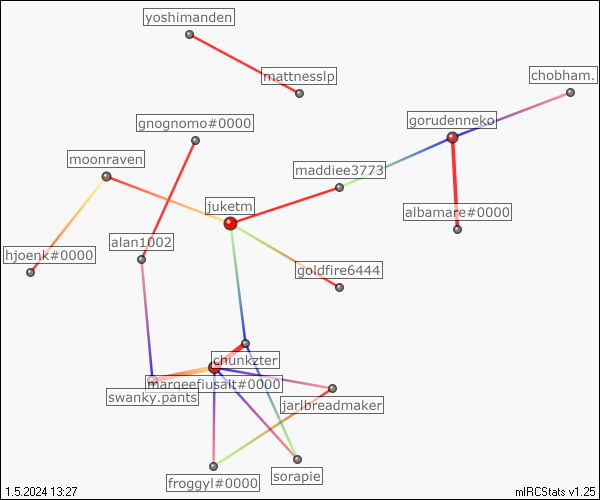 yoshimanden
mattnesslp
chobham.
gnognomo#0000
gorudenneko
moonraven
maddiee3773
juketm
albamare#0000
alan1002
hjoenk#0000
goldfire6444
chunkzter
margeefiusalt#0000
swanky.pants
jarlbreadmaker
froggyl#0000
sorapie
1.5.2024 13:27
mIRCStats v1.25